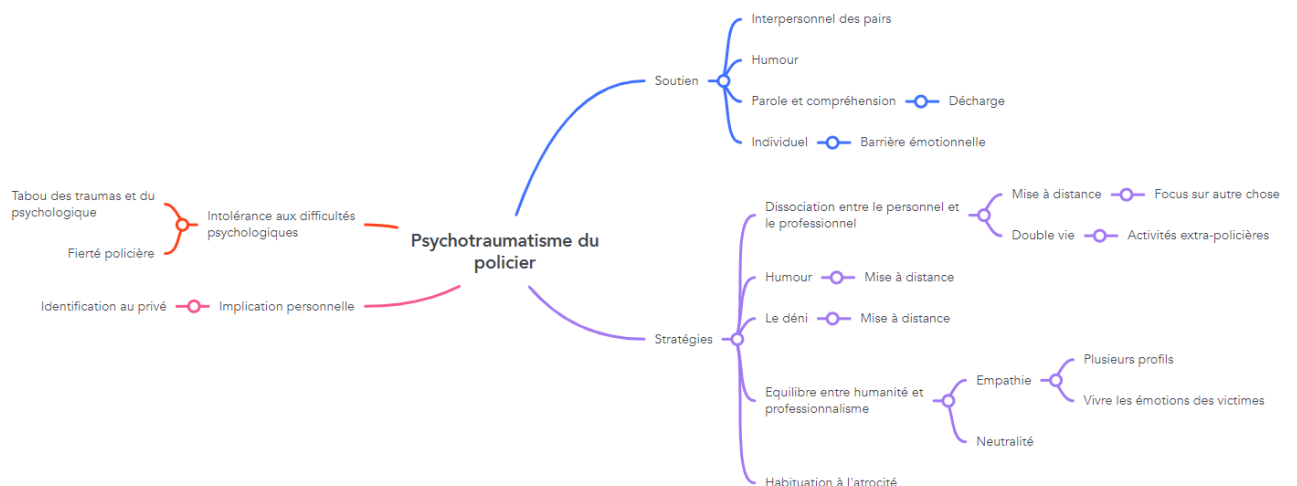 Psychotraumatisme du
policier
Soutien
Interpersonnel des pairs
Humour
Parole et compréhension
Décharge
Individuel
Barrière émotionnelle
Stratégies
Dissociation entre le personnel et
le professionnel
Mise à distance
Focus sur autre chose
Double vie
Activités extra-policières
Humour
Mise à distance
Le déni
Mise à distance
Equilibre entre humanité et
professionnalisme
Empathie
Plusieurs profils
Vivre les émotions des victimes
Neutralité
Habituation à l'atrocité
Intolérance aux difficultés
psychologiques
Tabou des traumas et du
psychologique
Fierté policière
Implication personnelle
Identification au privé